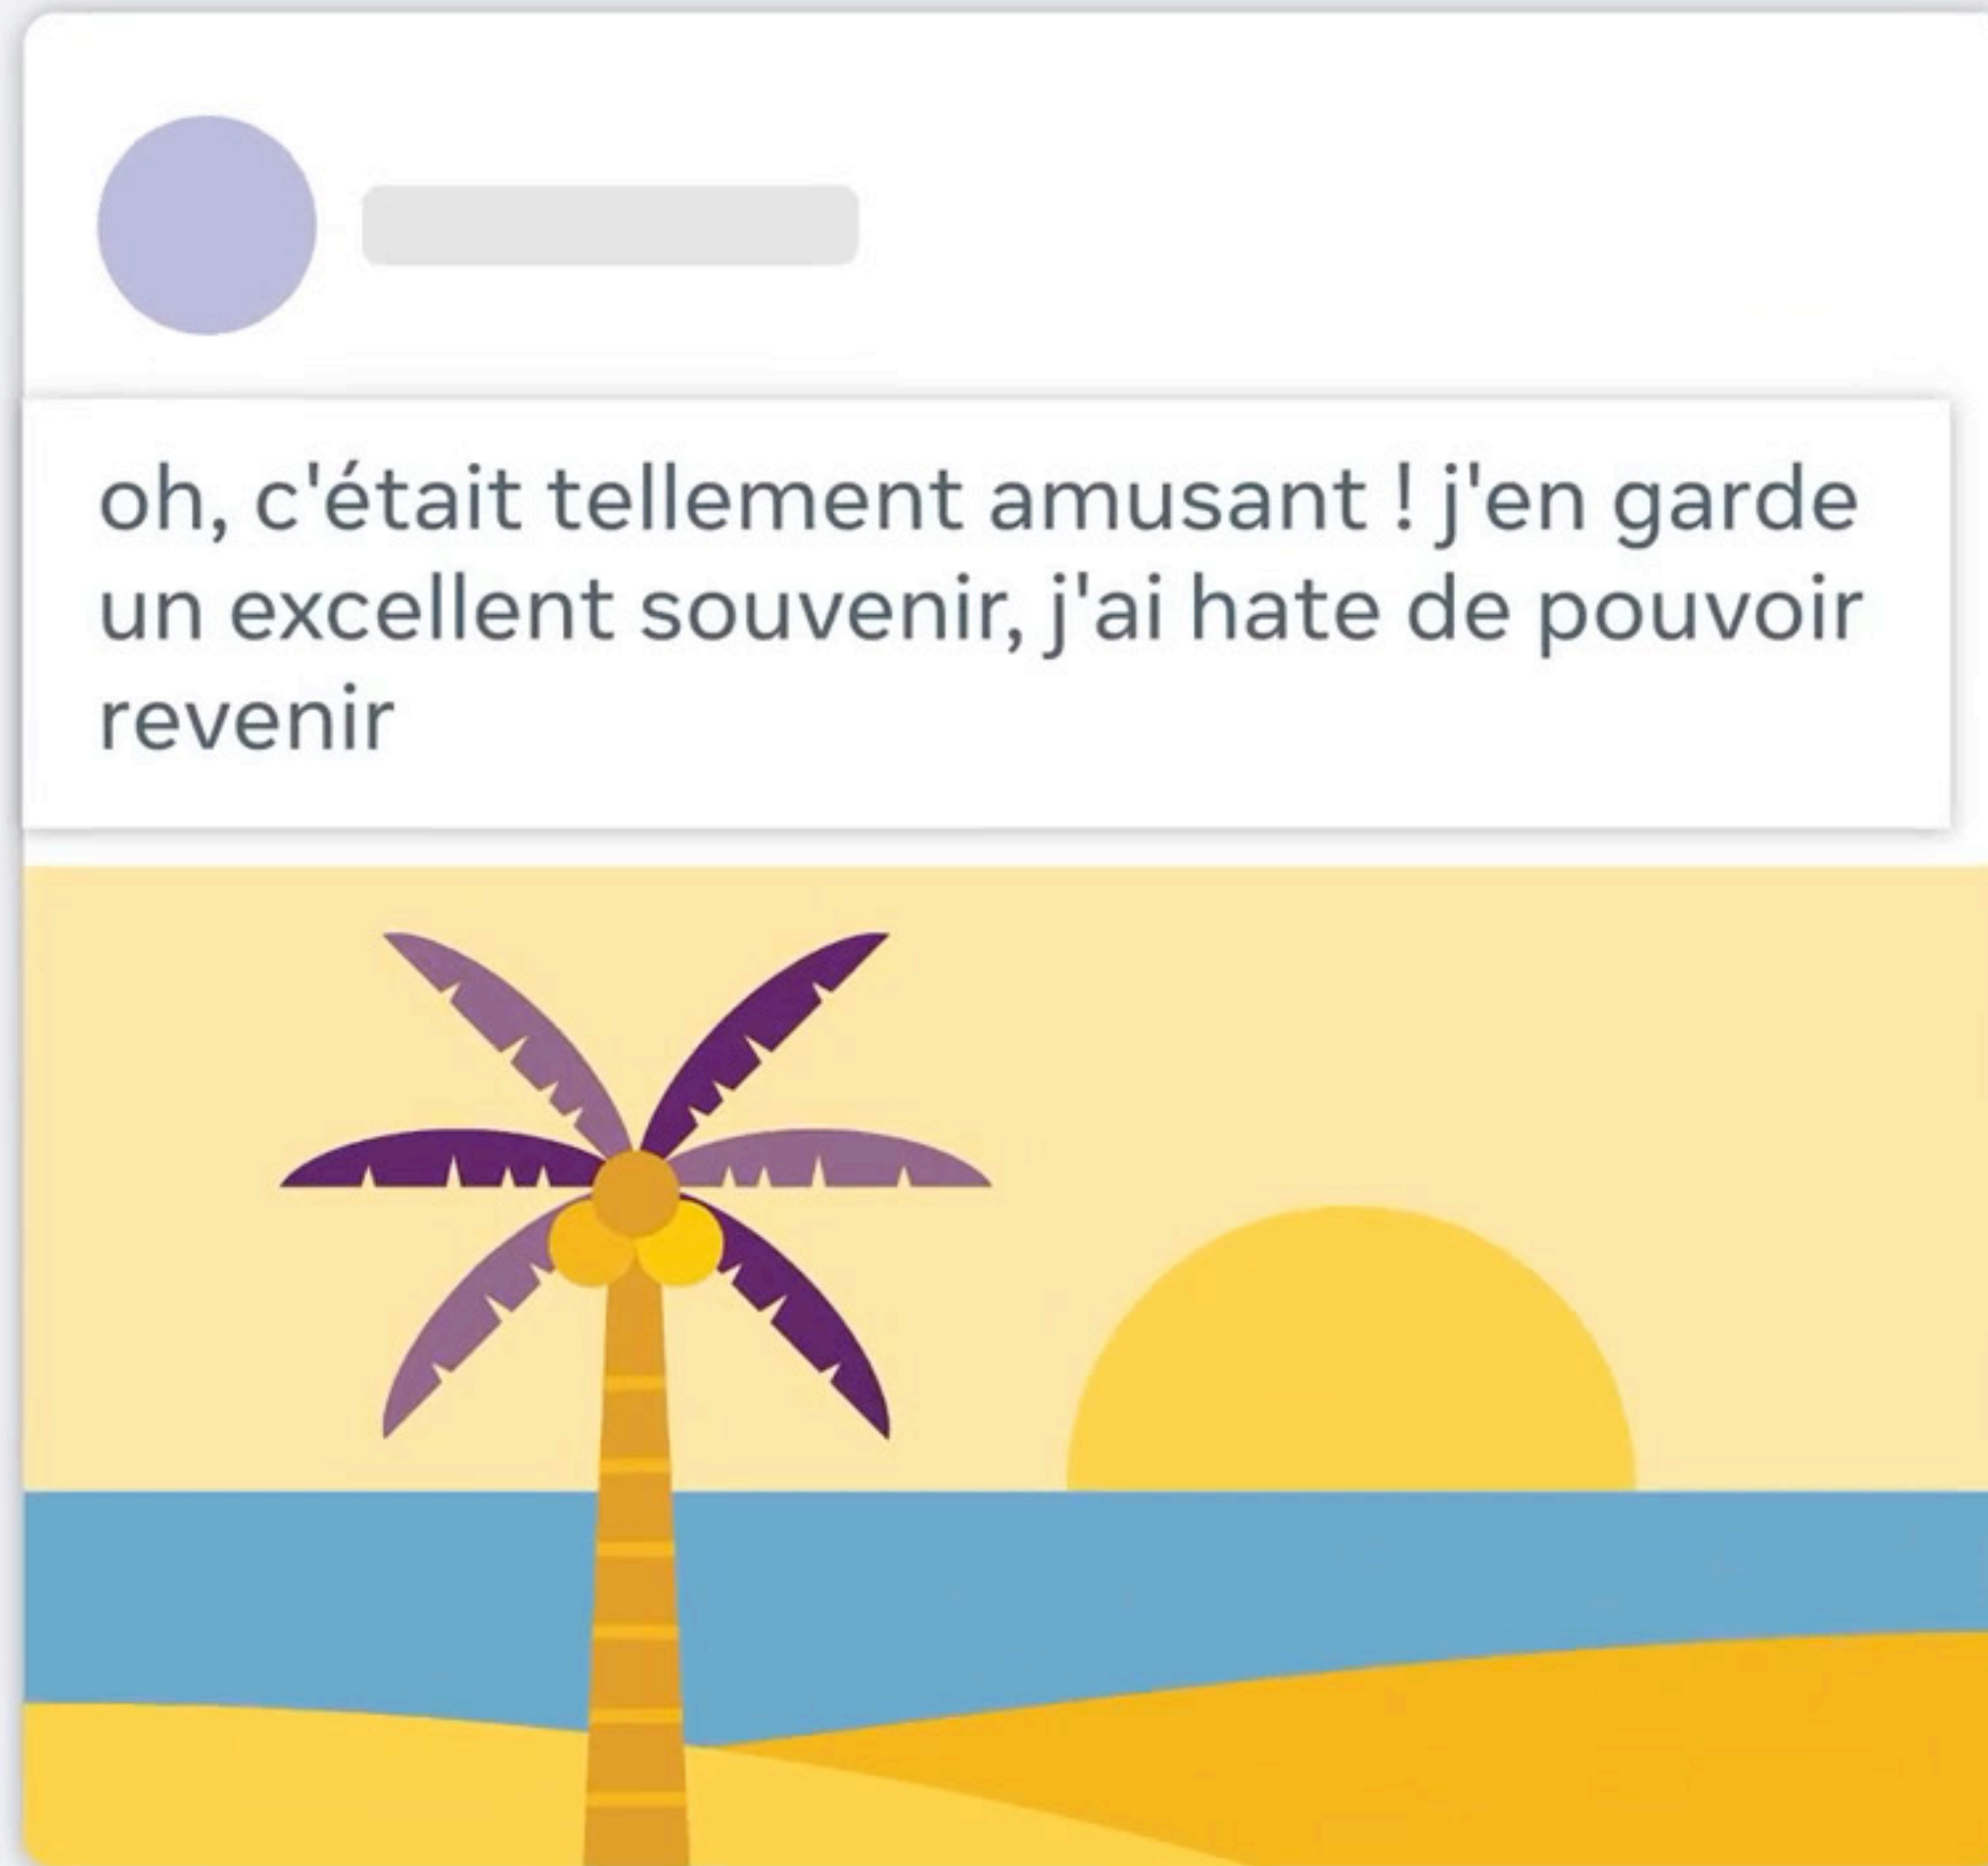 oh, c'était tellement amusant ! j'en garde
un excellent souvenir, j'ai hate de pouvoir
revenir